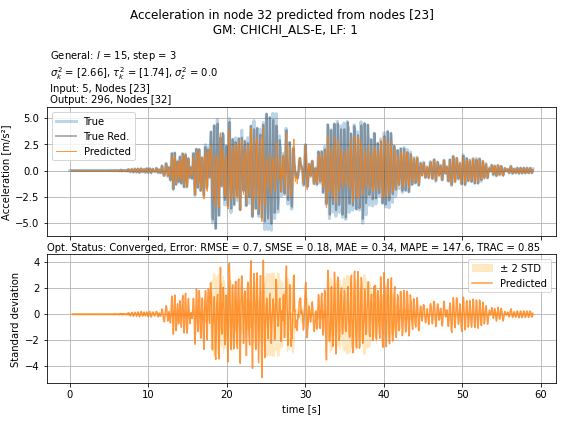 Acceleration in node 32 predicted from nodes [23]
GM: CHICHI_ALS-E, LF: 1
General: l = 15, step = 3
σ²ₖ = [2.66], τ²ₖ = [1.74], σ²ε = 0.0
Input: 5, Nodes [23]
Output: 296, Nodes [32]
Acceleration [m/s²]
5.0
2.5
0.0
−2.5
−5.0
True
True Red.
Predicted
Opt. Status: Converged, Error: RMSE = 0.7, SMSE = 0.18, MAE = 0.34, MAPE = 147.6, TRAC = 0.85
Standard deviation
4
2
0
−2
−4
± 2 STD
Predicted
0 10 20 30 40 50 60
time [s]